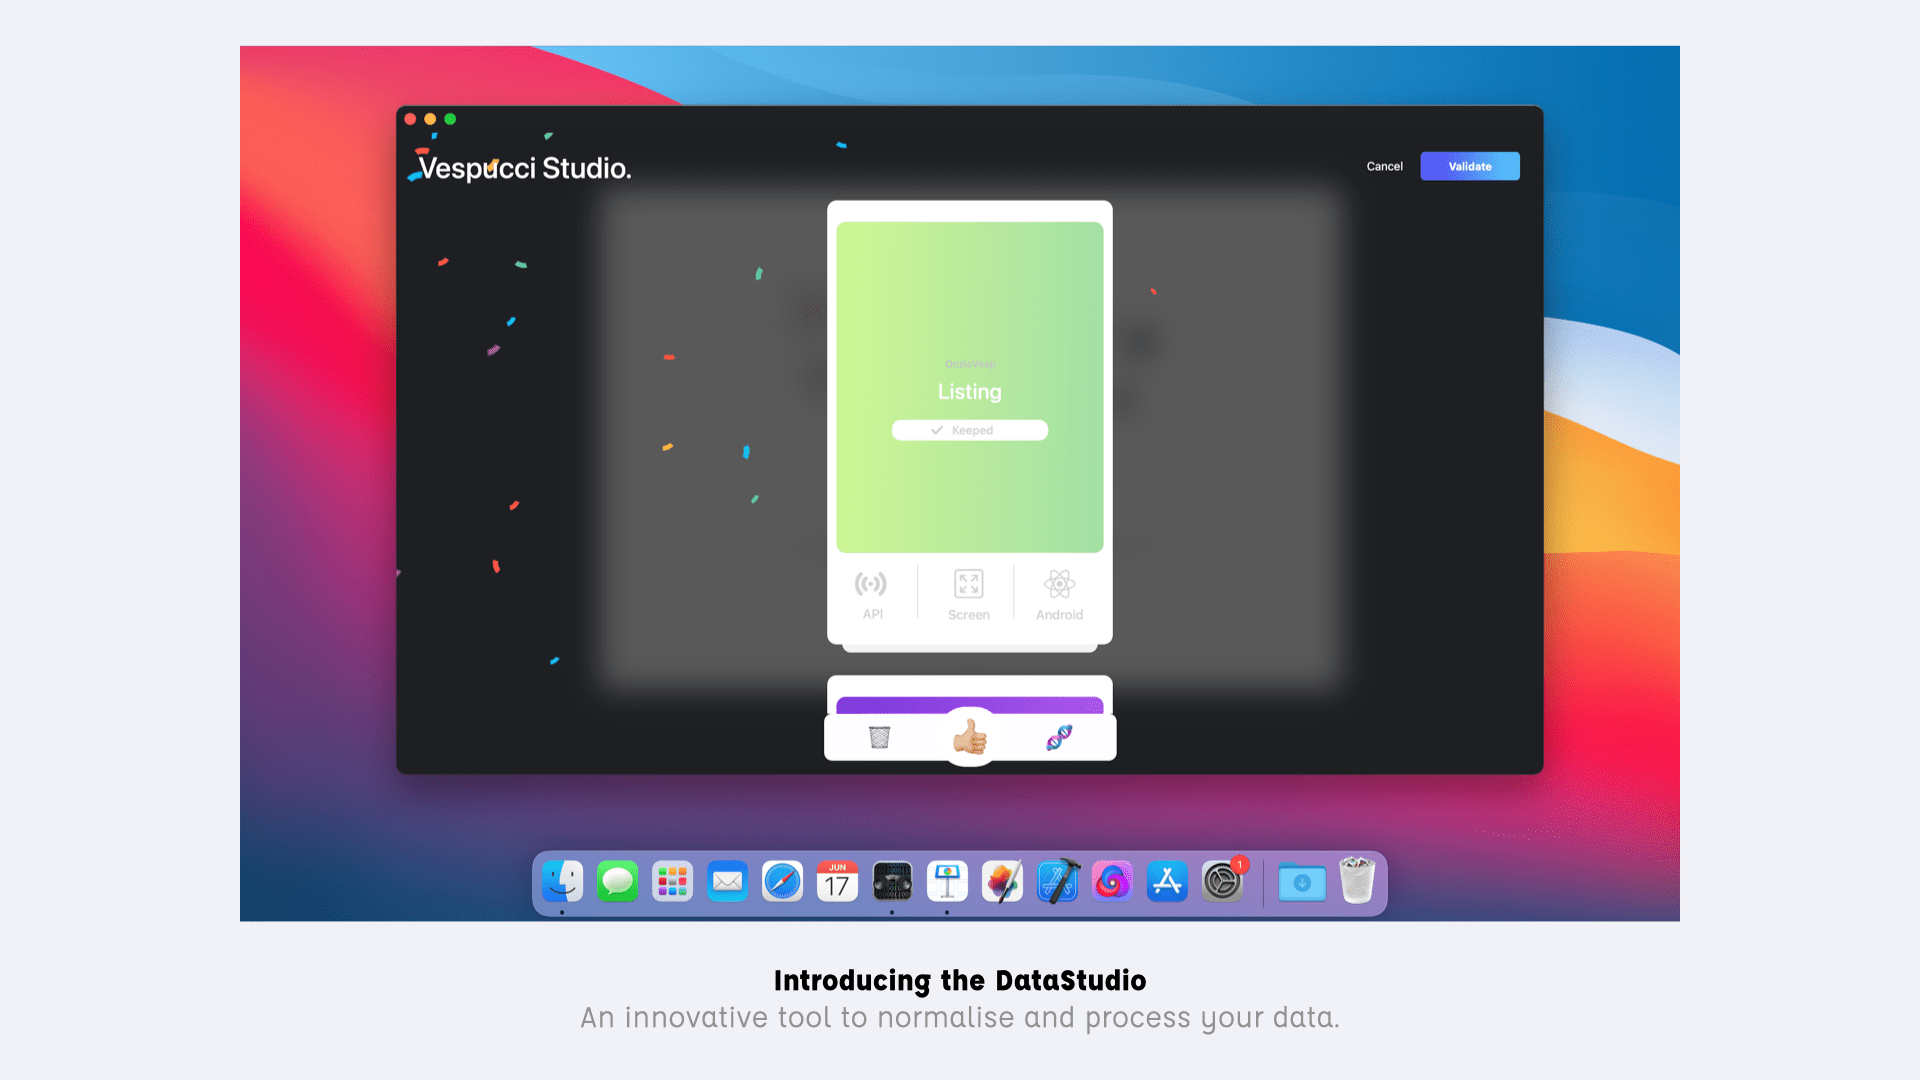 Vespucci Studio.
Cancel
Validate
OnzioVesp
Listing
Keeped
API
Screen
Android
JUN
17
1
Introducing the DataStudio
An innovative tool to normalise and process your data.